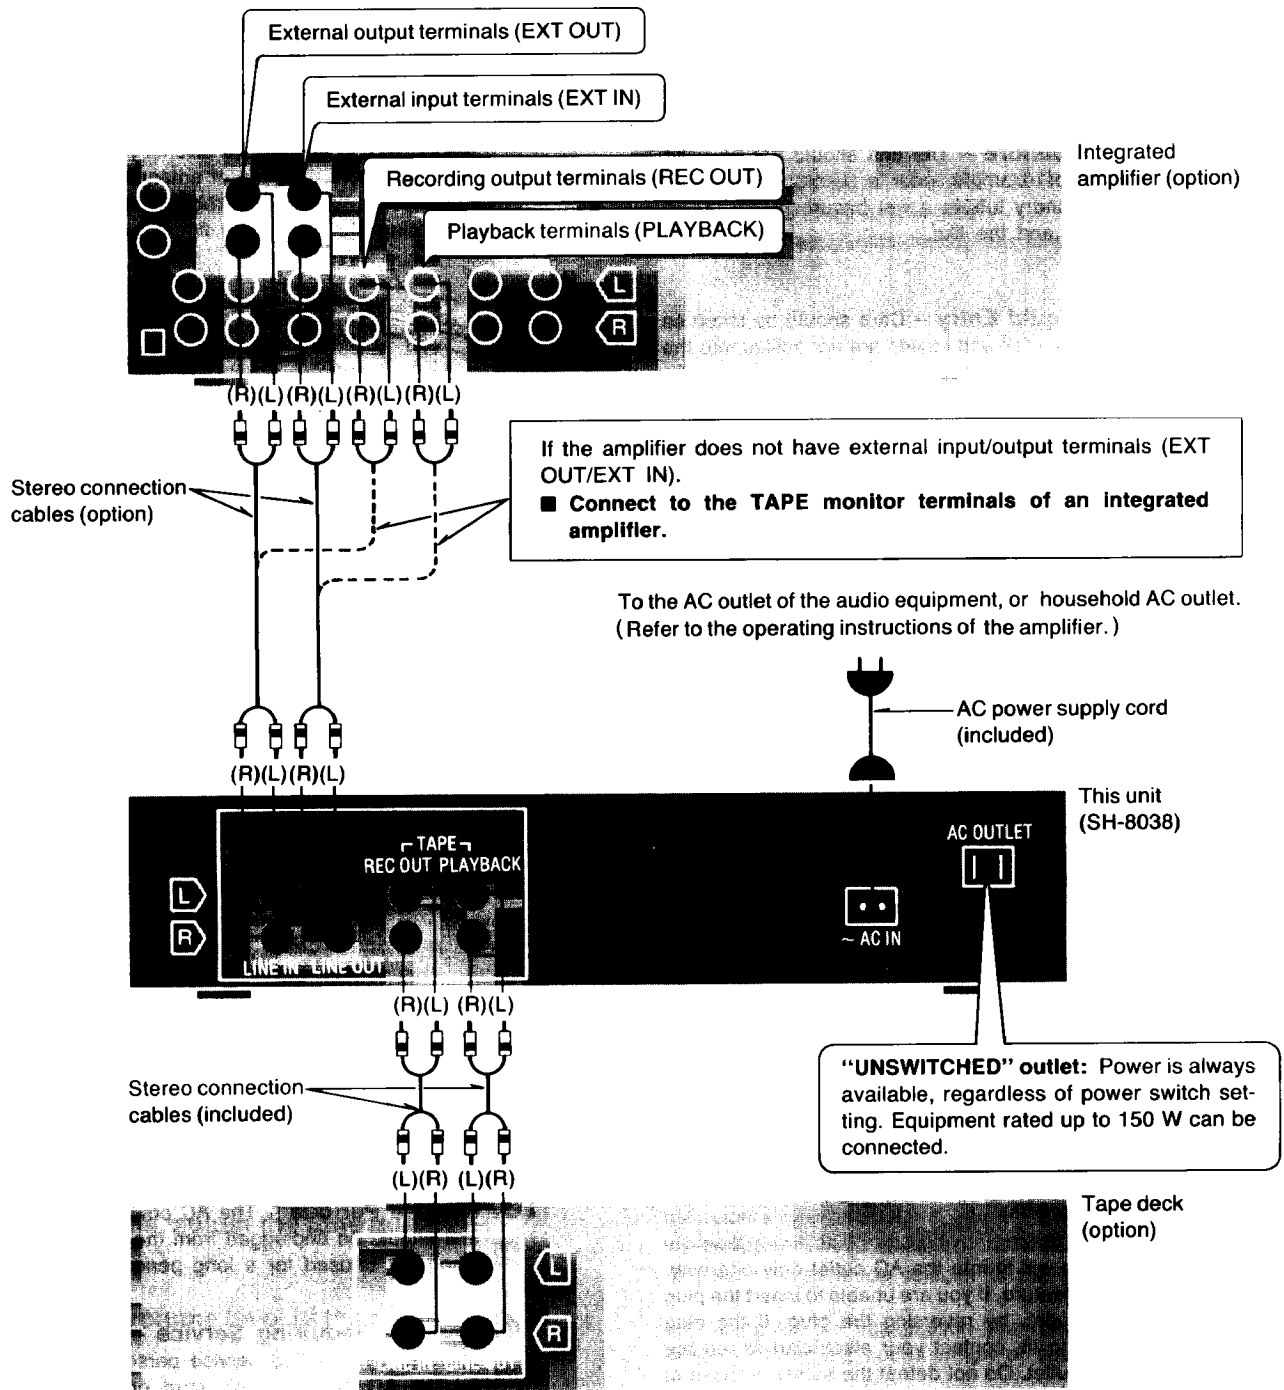 External output terminals (EXT OUT)
External input terminals (EXT IN)
Integrated
amplifier (option)
Recording output terminals (REC OUT)
Playback terminals (PLAYBACK)
L
R
(R)(L)(R)(L)(R)(L)(R)(L)
If the amplifier does not have external input/output terminals (EXT
OUT/EXT IN).
■ Connect to the TAPE monitor terminals of an integrated
amplifier.
Stereo connection
cables (option)
To the AC outlet of the audio equipment, or household AC outlet.
(Refer to the operating instructions of the amplifier.)
AC power supply cord
(included)
(R)(L)(R)(L)
This unit
(SH-8038)
TAPE
REC OUT PLAYBACK
AC OUTLET
L
R
~ AC IN
LINE IN LINE OUT
(R)(L) (R)(L)
"UNSWITCHED" outlet: Power is always
available, regardless of power switch set-
ting. Equipment rated up to 150 W can be
connected.
Stereo connection
cables (included)
(L)(R) (L)(R)
Tape deck
(option)
L
R